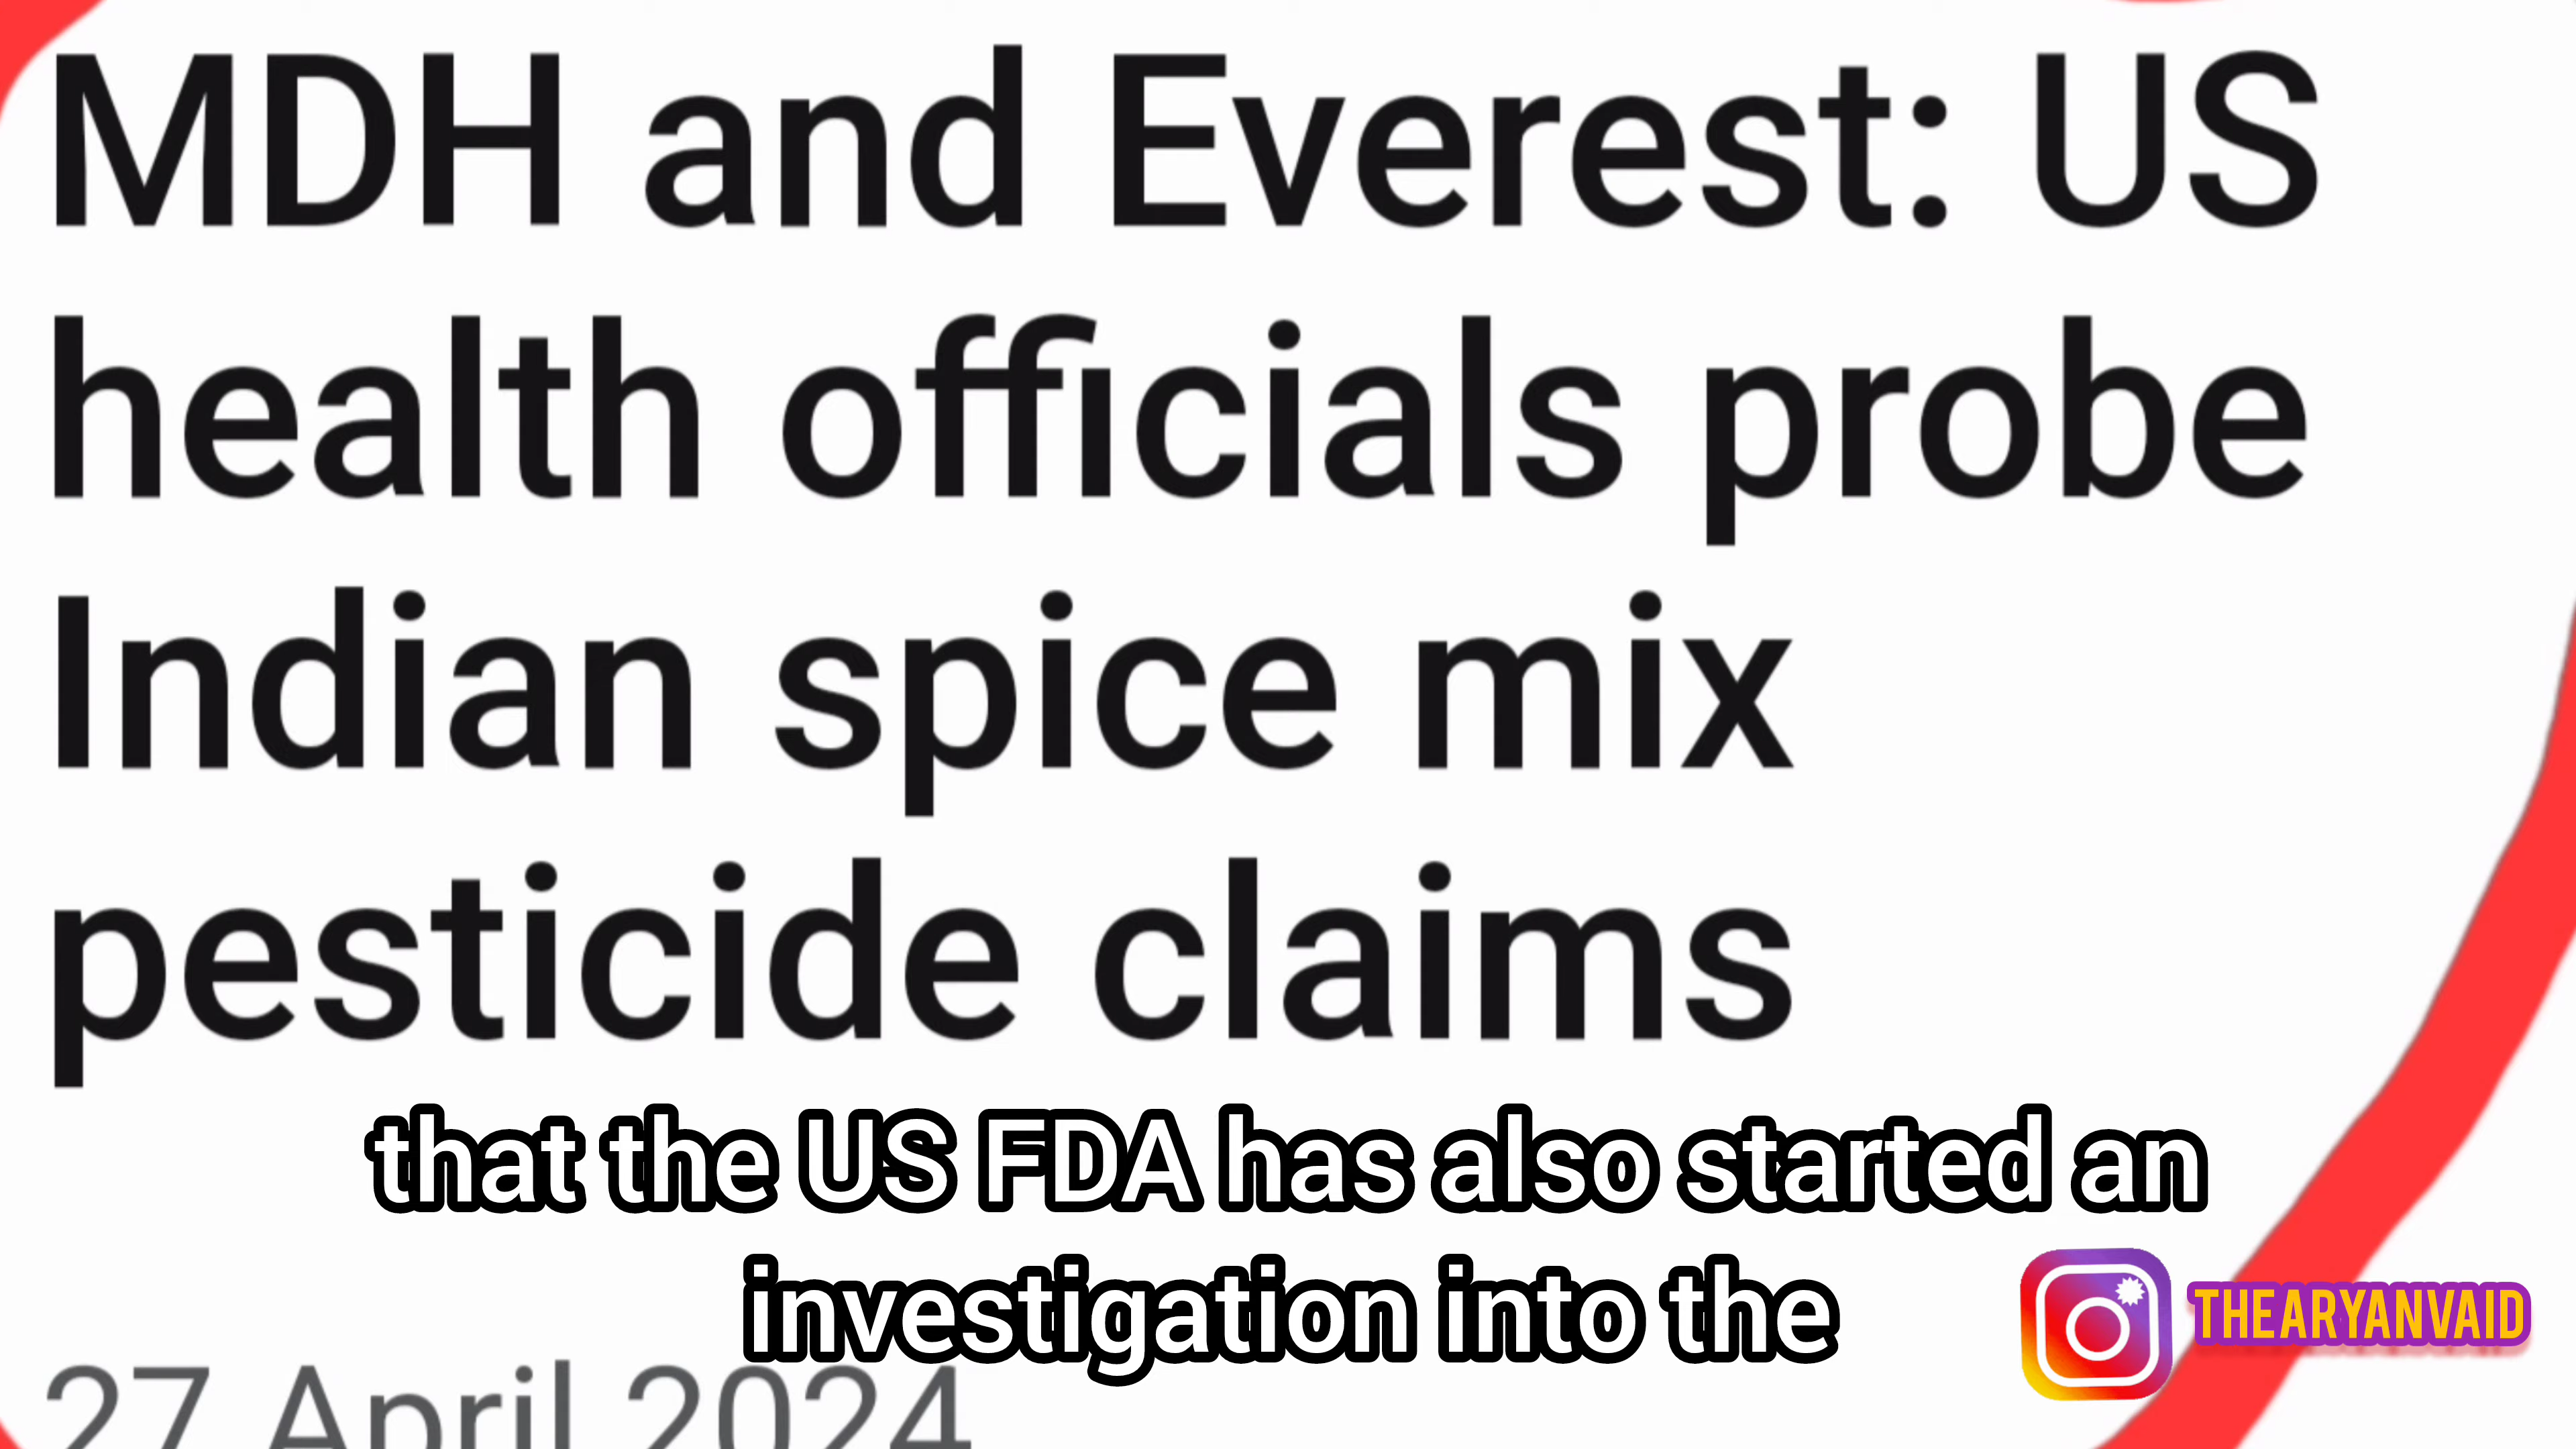 MDH and Everest: US
health officials probe
Indian spice mix
pesticide claims
that the US FDA has also started an
investigation into the
THEARYANVAID
27 April 2024